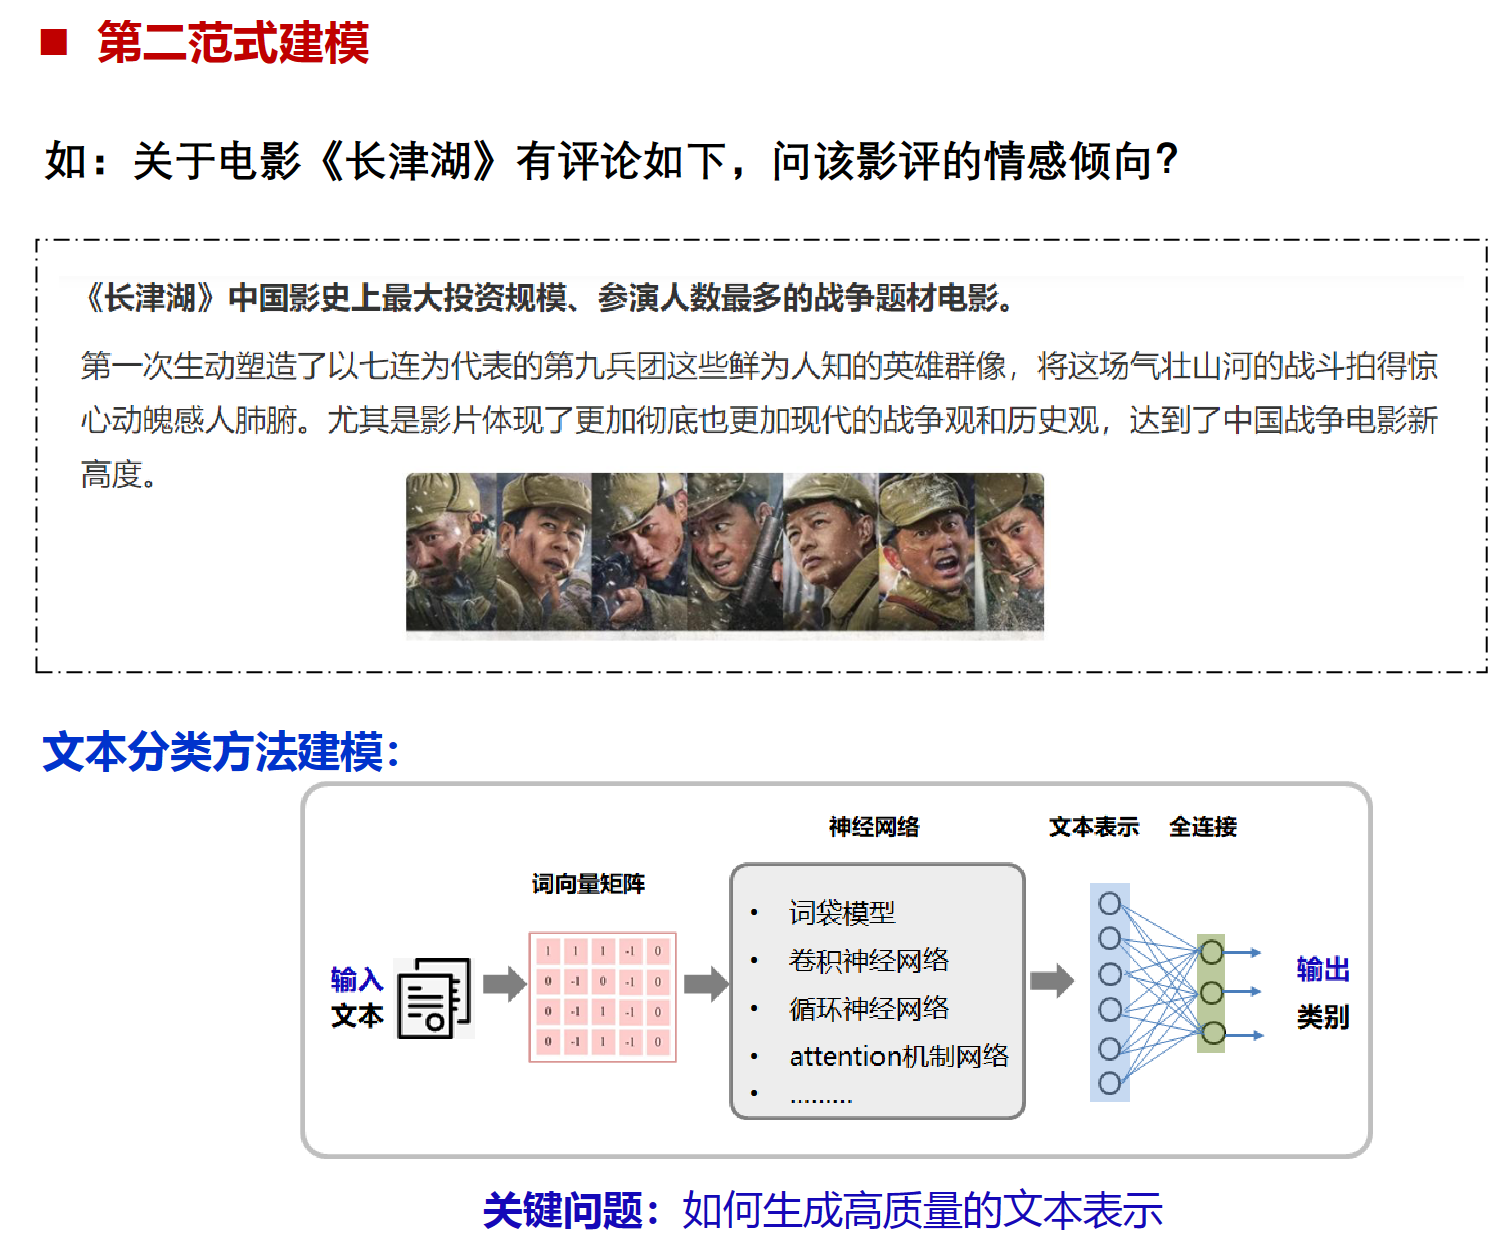 ■ 第二范式建模
如：关于电影《长津湖》有评论如下，问该影评的情感倾向？
《长津湖》中国影史上最大投资规模、参演人数最多的战争题材电影。
第一次生动塑造了以七连为代表的第九兵团这些鲜为人知的英雄群像，将这场气壮山河的战斗拍得惊
心动魄感人肺腑。尤其是影片体现了更加彻底也更加现代的战争观和历史观，达到了中国战争电影新
高度。
文本分类方法建模：
神经网络
文本表示
全连接
词向量矩阵
输入
文本
1 1 1 -1 0
0 -1 0 -1 0
0 -1 1 -1 0
0 -1 1 -1 0
• 词袋模型
• 卷积神经网络
• 循环神经网络
• attention机制网络
• ………
输出
类别
关键问题：如何生成高质量的文本表示